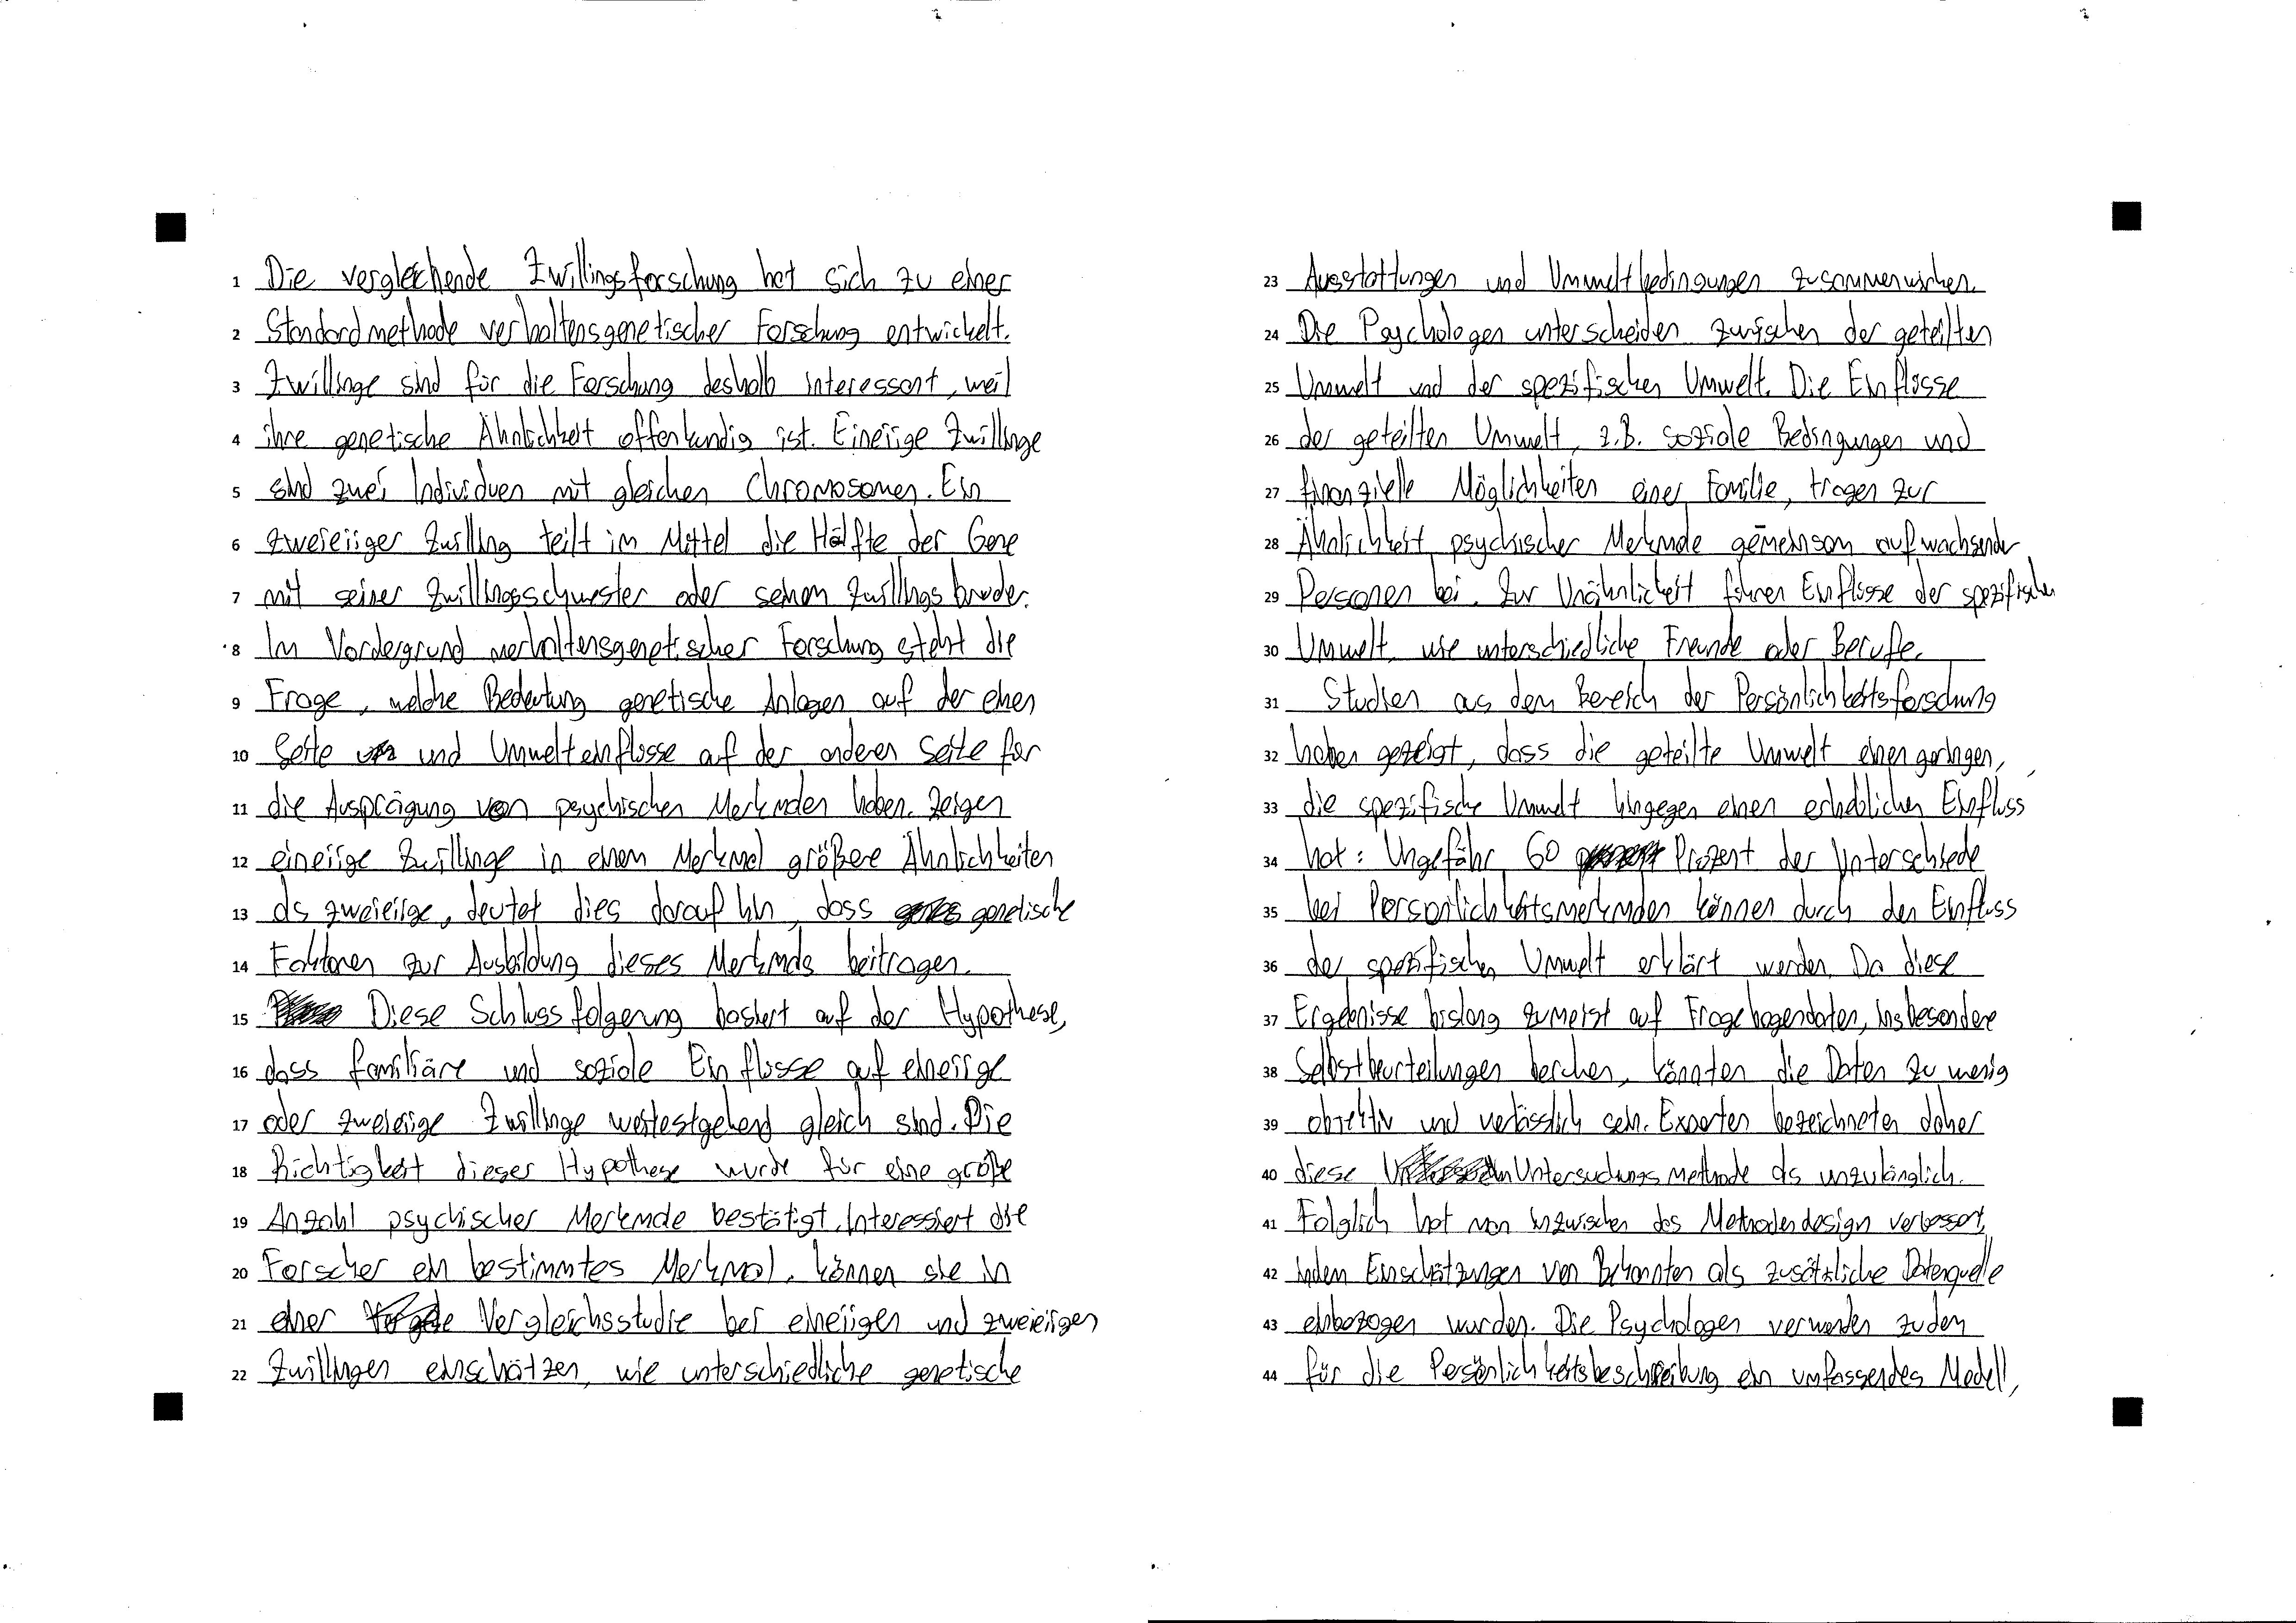 1 Die vergleichende Zwillingsforschung hat sich zu einer
2 Standardmethode verhaltensgenetischer Forschung entwickelt.
3 Zwillinge sind für die Forschung deshalb interessant, weil
4 ihre genetische Ähnlichkeit offenkundig ist. Eineiige Zwillinge
5 sind zwei Individuen mit gleichen Chromosomen. Ein
6 zweieiiger Zwilling teilt im Mittel die Hälfte der Gene
7 mit seiner Zwillingsschwester oder seinem Zwillingsbruder.
8 Im Vordergrund verhaltensgenetischer Forschung steht die
9 Frage, welche Bedeutung genetische Anlagen auf der einen
10 Seite und Umwelteinflüsse auf der anderen Seite für
11 die Ausprägung von psychischen Merkmalen haben. Zeigen
12 eineiige Zwillinge in einem Merkmal größere Ähnlichkeiten
13 als zweieiige, deutet dies darauf hin, dass genetische
14 Faktoren zur Ausbildung dieses Merkmals beitragen.
15 Diese Schlussfolgerung basiert auf der Hypothese,
16 dass familiäre und soziale Einflüsse auf eineiige
17 oder zweieiige Zwillinge weitestgehend gleich sind. Die
18 Richtigkeit dieser Hypothese wurde für eine große
19 Anzahl psychischer Merkmale bestätigt. Interessiert die
20 Forscher ein bestimmtes Merkmal, können sie in
21 einer Vergleichsstudie bei eineiigen und zweieiigen
22 Zwillingen einschätzen, wie unterschiedliche genetische
23 Ausstattungen und Umweltbedingungen zusammenwirken.
24 Die Psychologen unterscheiden zwischen der geteilten
25 Umwelt und der spezifischen Umwelt. Die Einflüsse
26 der geteilten Umwelt, z.B. soziale Bedingungen und
27 finanzielle Möglichkeiten einer Familie, tragen zur
28 Ähnlichkeit psychischer Merkmale gemeinsam aufwachsender
29 Personen bei. Zur Unähnlichkeit führen Einflüsse der spezifischen
30 Umwelt, wie unterschiedliche Freunde oder Berufe.
31 Studien aus dem Bereich der Persönlichkeitsforschung
32 haben gezeigt, dass die geteilte Umwelt einen geringen,
33 die spezifische Umwelt hingegen einen erheblichen Einfluss
34 hat: Ungefähr 60 Prozent der Unterschiede
35 bei Persönlichkeitsmerkmalen können durch den Einfluss
36 der spezifischen Umwelt erklärt werden. Da diese
37 Ergebnisse bislang zumeist auf Fragebogendaten, insbesondere
38 Selbstbeurteilungen beruhen, könnten die Daten zu wenig
39 objektiv und verlässlich sein. Experten bezeichneten daher
40 diese Untersuchungsmethode als unzulänglich.
41 Folglich hat man inzwischen das Methodendesign verbessert,
42 indem Einschätzungen von Bekannten als zusätzliche Datenquelle
43 einbezogen wurden. Die Psychologen verwenden zudem
44 für die Persönlichkeitsbeschreibung ein umfassendes Modell,